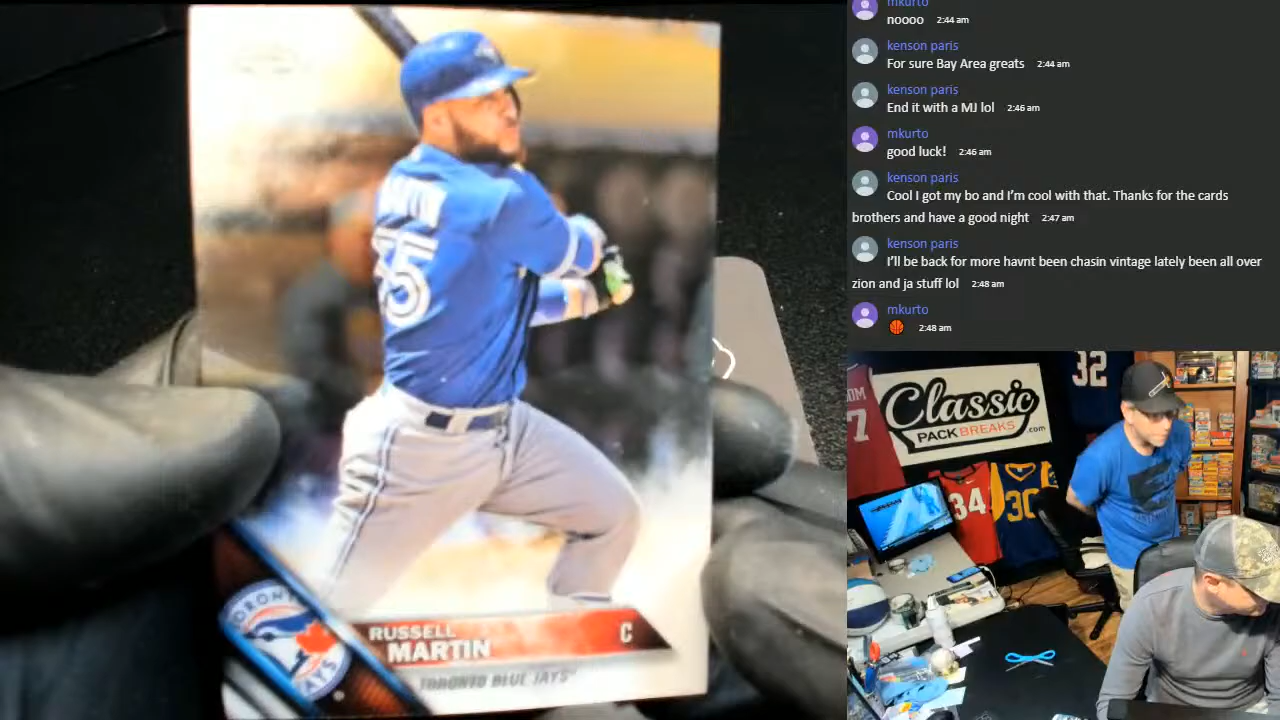 MARTIN
55
TORONTO
JAYS
RUSSELL
MARTIN
C
TORONTO BLUE JAYS
mkurto
noooo 2:44 am
kenson paris
For sure Bay Area greats 2:44 am
kenson paris
End it with a MJ lol 2:46 am
mkurto
good luck! 2:46 am
kenson paris
Cool I got my bo and I'm cool with that. Thanks for the cards
brothers and have a good night 2:47 am
kenson paris
I'll be back for more havnt been chasin vintage lately been all over
zion and ja stuff lol 2:48 am
mkurto
🏀 2:48 am
Classic
PACK BREAKS.com
32
7
34
30